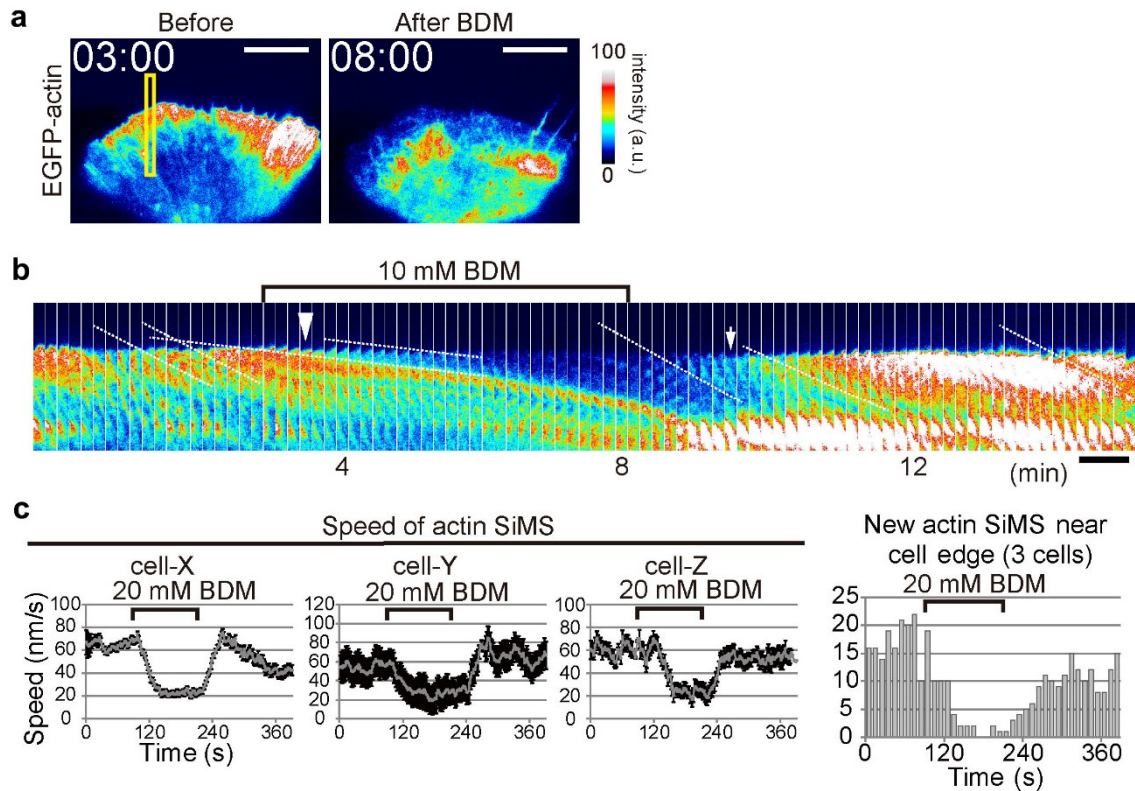 a
Before
After BDM
EGFP-actin
03:00
08:00
100
0
intensity (a.u.)
b
10 mM BDM
4
8
12
(min)
c
Speed of actin SiMS
cell-X
20 mM BDM
cell-Y
20 mM BDM
cell-Z
20 mM BDM
Speed (nm/s)
100
80
60
40
20
0
0 120 240 360
Time (s)
120
100
80
60
40
20
0
0 120 240 360
100
80
60
40
20
0
0 120 240 360
New actin SiMS near
cell edge (3 cells)
20 mM BDM
25
20
15
10
5
0
0 120 240 360
Time (s)